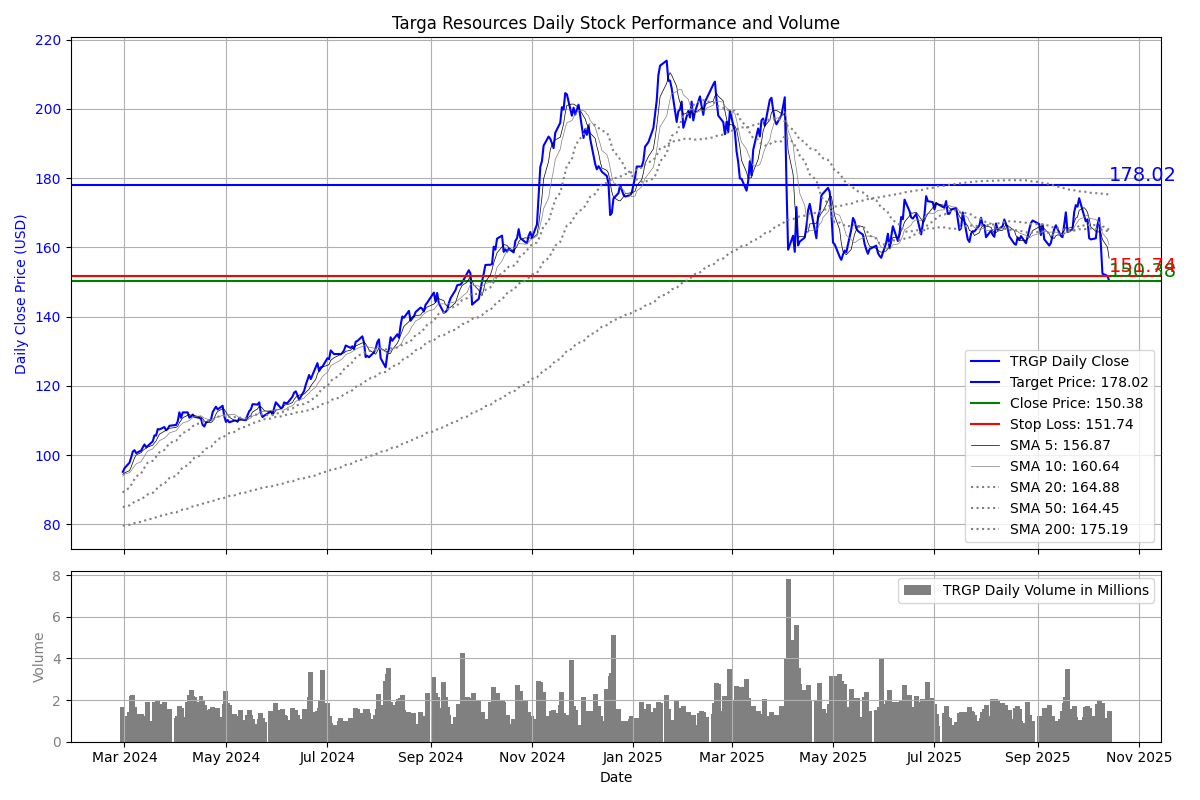 Targa Resources Daily Stock Performance and Volume
Daily Close Price (USD)
220
200
180
160
140
120
100
80
178.02
151.74
150.38
TRGP Daily Close
Target Price: 178.02
Close Price: 150.38
Stop Loss: 151.74
SMA 5: 156.87
SMA 10: 160.64
SMA 20: 164.88
SMA 50: 164.45
SMA 200: 175.19
Volume
8
6
4
2
0
TRGP Daily Volume in Millions
Mar 2024 May 2024 Jul 2024 Sep 2024 Nov 2024 Jan 2025 Mar 2025 May 2025 Jul 2025 Sep 2025 Nov 2025
Date